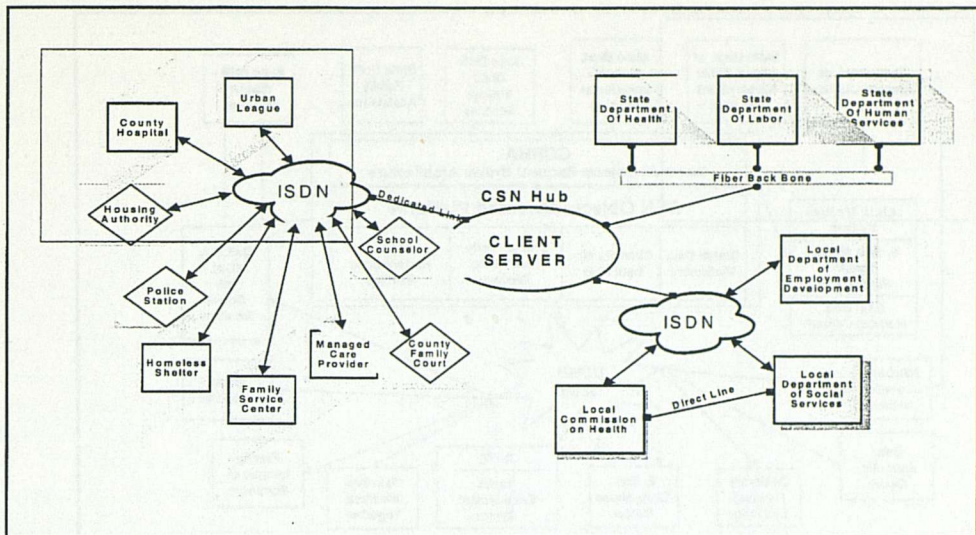 County
Hospital
Urban
League
ISDN
Housing
Authority
Police
Station
Homeless
Shelter
Family
Service
Center
Managed
Care
Provider
County
Family
Court
School
Counselor
Dedicated Line
CSN Hub
CLIENT
SERVER
State
Department
Of Health
State
Department
Of Labor
State
Department
Of Human
Services
Fiber Back Bone
ISDN
Local
Department
of
Employment
Development
Local
Commission
on Health
Direct Line
Local
Department
of Social
Services